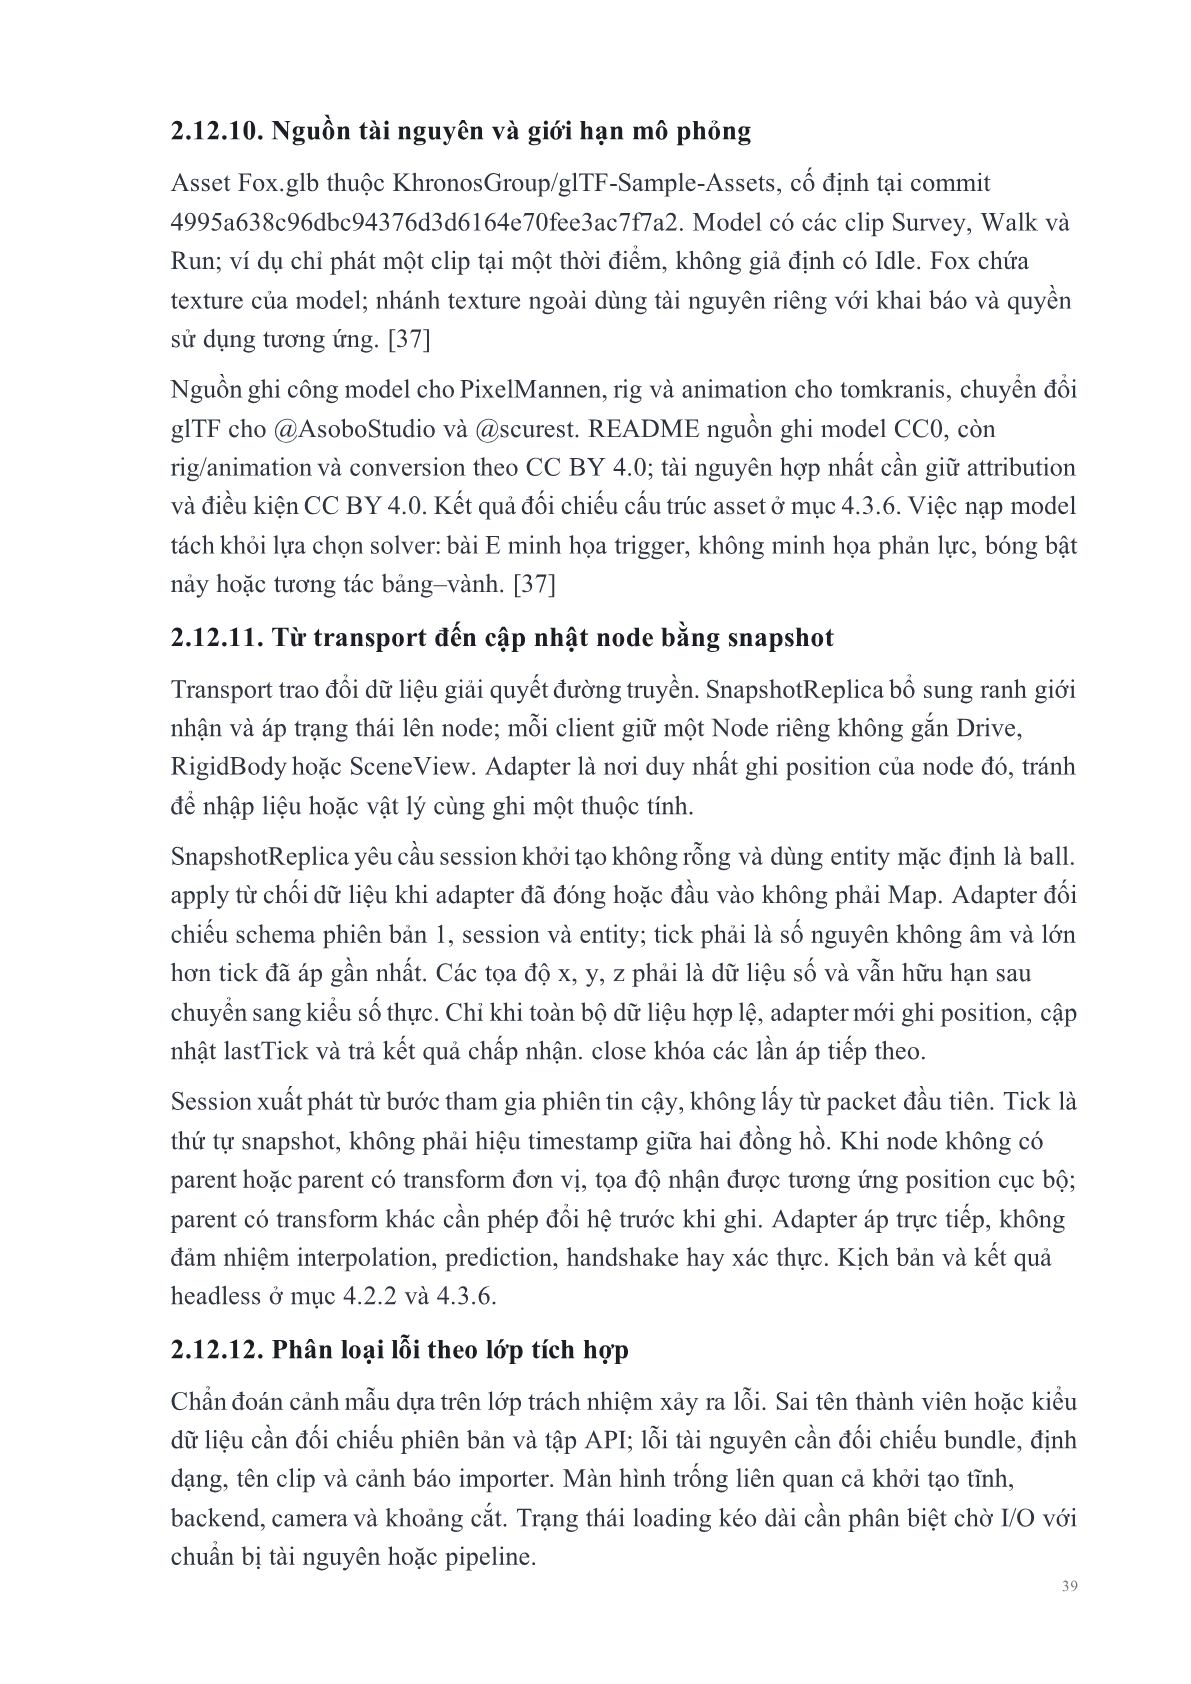 2.12.10. Nguồn tài nguyên và giới hạn mô phỏng
Asset Fox.glb thuộc KhronosGroup/glTF-Sample-Assets, cố định tại commit
4995a638c96dbc94376d3d6164e70fee3ac7f7a2. Model có các clip Survey, Walk và
Run; ví dụ chỉ phát một clip tại một thời điểm, không giả định có Idle. Fox chứa
texture của model; nhánh texture ngoài dùng tài nguyên riêng với khai báo và quyền
sử dụng tương ứng. [37]
Nguồn ghi công model cho PixelMannen, rig và animation cho tomkranis, chuyển đổi
glTF cho @AsoboStudio và @scurest. README nguồn ghi model CC0, còn
rig/animation và conversion theo CC BY 4.0; tài nguyên hợp nhất cần giữ attribution
và điều kiện CC BY 4.0. Kết quả đối chiếu cấu trúc asset ở mục 4.3.6. Việc nạp model
tách khỏi lựa chọn solver: bài E minh họa trigger, không minh họa phản lực, bóng bật
nảy hoặc tương tác bảng–vành. [37]
2.12.11. Từ transport đến cập nhật node bằng snapshot
Transport trao đổi dữ liệu giải quyết đường truyền. SnapshotReplica bổ sung ranh giới
nhận và áp trạng thái lên node; mỗi client giữ một Node riêng không gắn Drive,
RigidBody hoặc SceneView. Adapter là nơi duy nhất ghi position của node đó, tránh
để nhập liệu hoặc vật lý cùng ghi một thuộc tính.
SnapshotReplica yêu cầu session khởi tạo không rỗng và dùng entity mặc định là ball.
apply từ chối dữ liệu khi adapter đã đóng hoặc đầu vào không phải Map. Adapter đối
chiếu schema phiên bản 1, session và entity; tick phải là số nguyên không âm và lớn
hơn tick đã áp gần nhất. Các tọa độ x, y, z phải là dữ liệu số và vẫn hữu hạn sau
chuyển sang kiểu số thực. Chỉ khi toàn bộ dữ liệu hợp lệ, adapter mới ghi position, cập
nhật lastTick và trả kết quả chấp nhận. close khóa các lần áp tiếp theo.
Session xuất phát từ bước tham gia phiên tin cậy, không lấy từ packet đầu tiên. Tick là
thứ tự snapshot, không phải hiệu timestamp giữa hai đồng hồ. Khi node không có
parent hoặc parent có transform đơn vị, tọa độ nhận được tương ứng position cục bộ;
parent có transform khác cần phép đổi hệ trước khi ghi. Adapter áp trực tiếp, không
đảm nhiệm interpolation, prediction, handshake hay xác thực. Kịch bản và kết quả
headless ở mục 4.2.2 và 4.3.6.
2.12.12. Phân loại lỗi theo lớp tích hợp
Chẩn đoán cảnh mẫu dựa trên lớp trách nhiệm xảy ra lỗi. Sai tên thành viên hoặc kiểu
dữ liệu cần đối chiếu phiên bản và tập API; lỗi tài nguyên cần đối chiếu bundle, định
dạng, tên clip và cảnh báo importer. Màn hình trống liên quan cả khởi tạo tĩnh,
backend, camera và khoảng cắt. Trạng thái loading kéo dài cần phân biệt chờ I/O với
chuẩn bị tài nguyên hoặc pipeline.
39